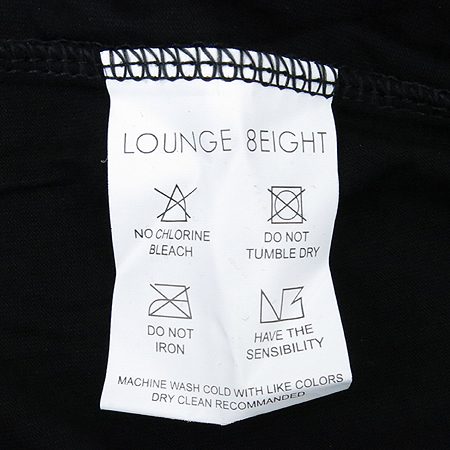 LOUNGE 8EIGHT
NO CHLORINE
BLEACH
DO NOT
TUMBLE DRY
DO NOT
IRON
HAVE THE
SENSIBILITY
MACHINE WASH COLD WITH LIKE COLORS
DRY CLEAN RECOMMANDED